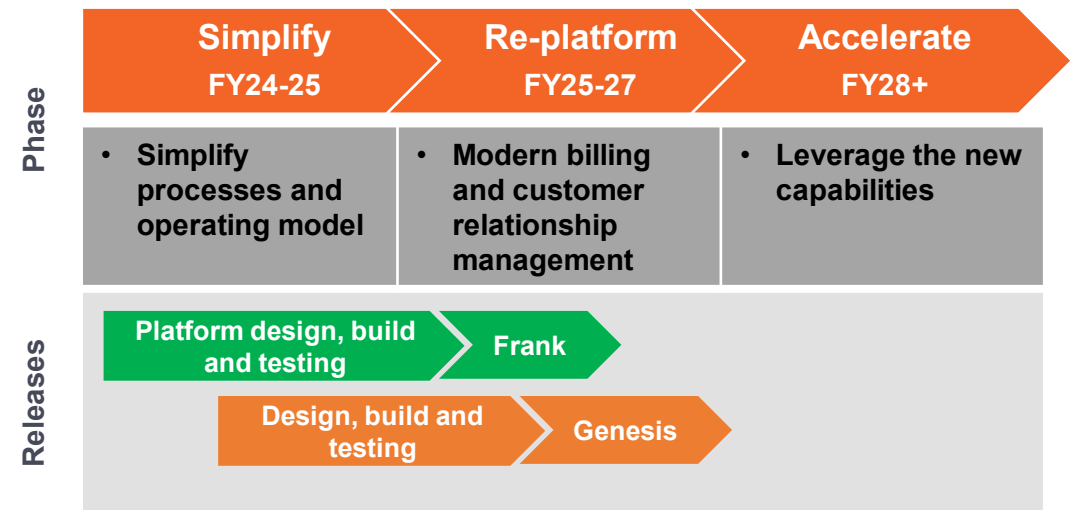 Phase
Simplify
FY24-25
Re-platform
FY25-27
Accelerate
FY28+
• Simplify
processes and
operating model
• Modern billing
and customer
relationship
management
• Leverage the new
capabilities
Releases
Platform design, build
and testing
Frank
Design, build and
testing
Genesis